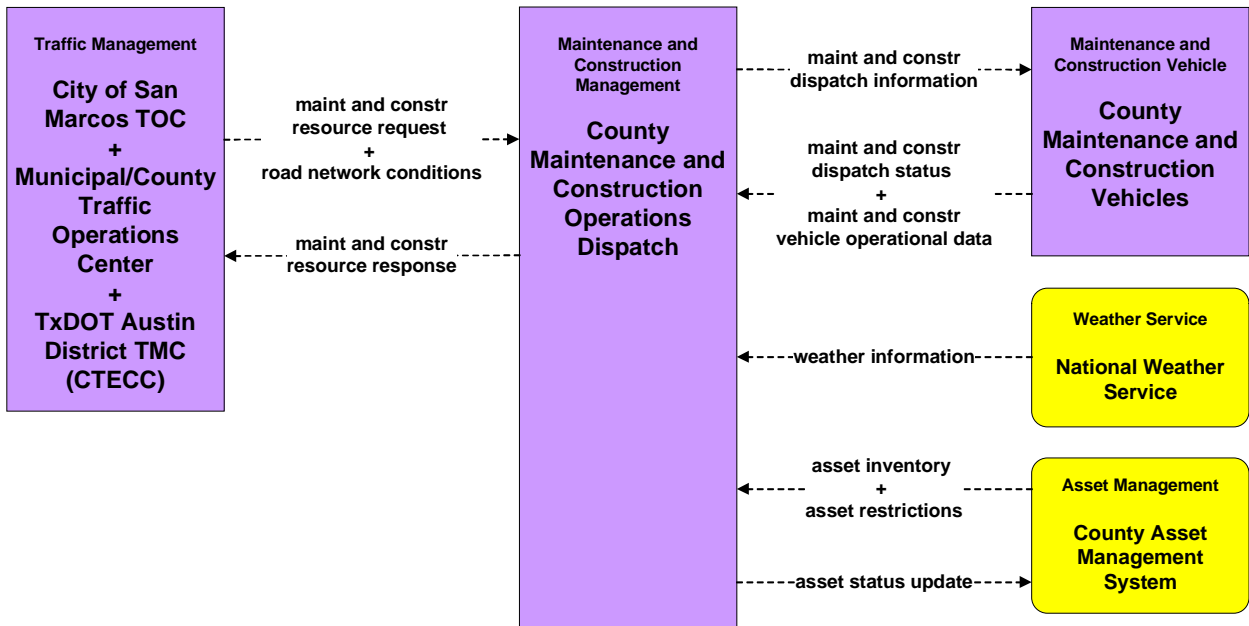 Traffic Management
City of San
Marcos TOC
+
Municipal/County
Traffic
Operations
Center
+
TxDOT Austin
District TMC
(CTECC)
maint and constr
resource request
+
road network conditions
maint and constr
resource response
Maintenance and
Construction
Management
County
Maintenance and
Construction
Operations
Dispatch
maint and constr
dispatch information
maint and constr
dispatch status
+
maint and constr
vehicle operational data
weather information
asset inventory
+
asset restrictions
asset status update
Maintenance and
Construction Vehicle
County
Maintenance and
Construction
Vehicles
Weather Service
National Weather
Service
Asset Management
County Asset
Management
System